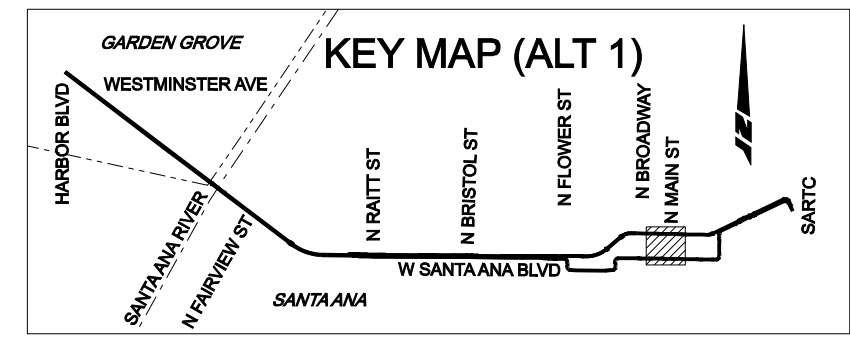 GARDEN GROVE
KEY MAP (ALT 1)
WESTMINSTER AVE
HARBOR BLVD
N RAITT ST
N BRISTOL ST
N FLOWER ST
N BROADWAY
N MAIN ST
SARTC
SANTA ANA RIVER
N FAIRVIEW ST
W SANTA ANA BLVD
SANTA ANA